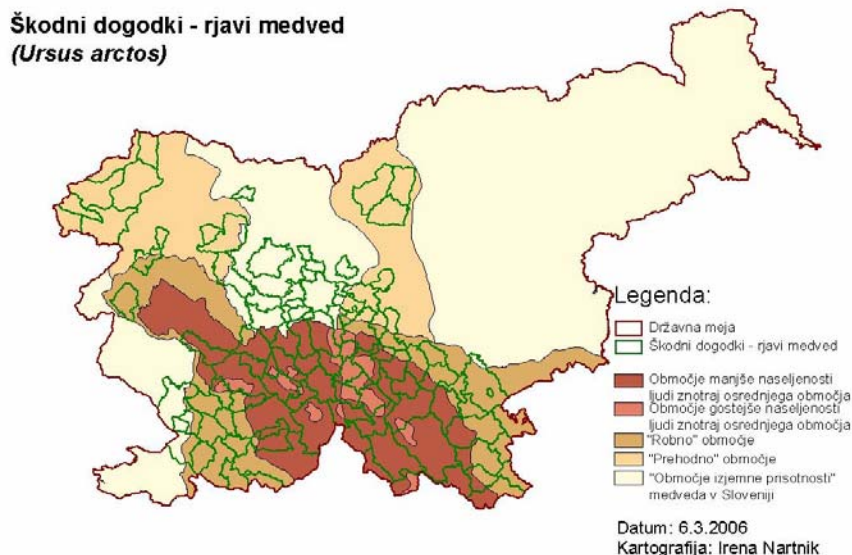 Škodni dogodki - rjavi medved
(Ursus arctos)
Legenda:
Državna meja
Škodni dogodki - rjavi medved
Območje manjše naseljenosti
ljudi znotraj osrednjega območja
Območje gostejše naseljenosti
ljudi znotraj osrednjega območja
"Robno" območje
"Prehodno" območje
"Območje izjemne prisotnosti"
medveda v Sloveniji
Datum: 6.3.2006
Kartografija: Irena Nartnik